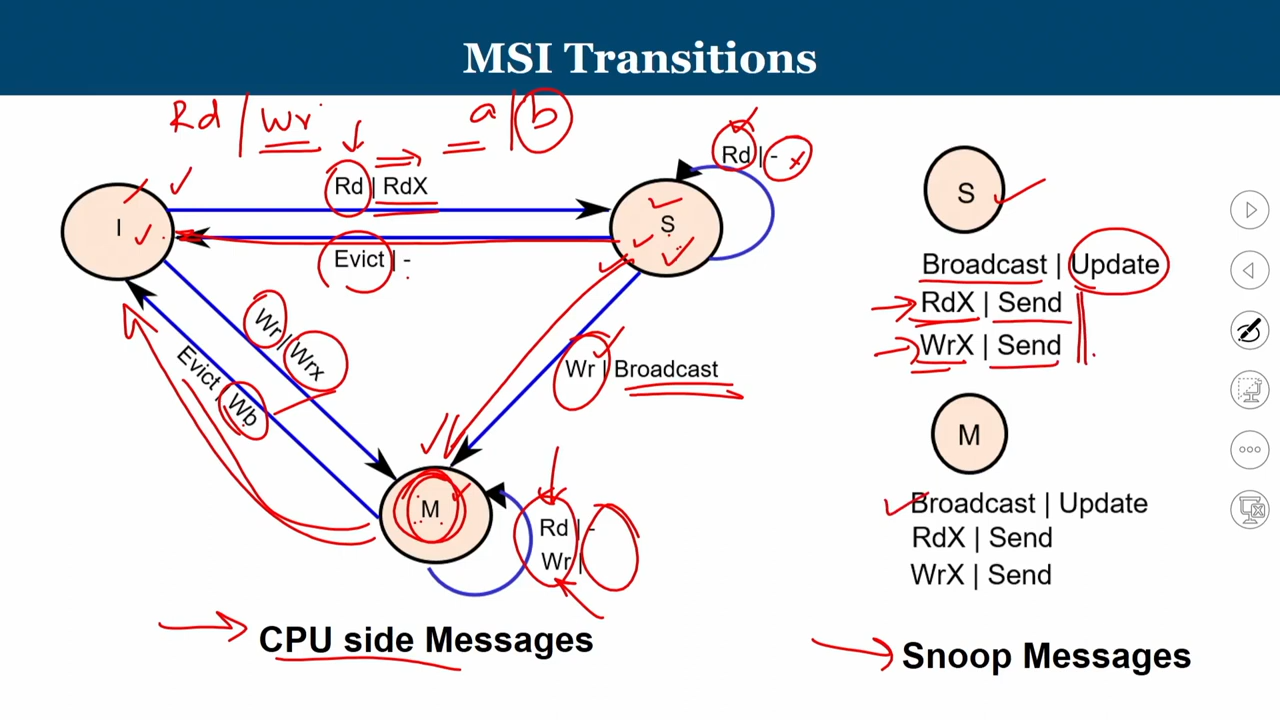 MSI Transitions
Rd | Wr
a | b
Rd | -
Rd | RdX
I
S
Evict | -
Wr | Wrx
Evict | Wb
Wr | Broadcast
M
Rd | -
Wr |
CPU side Messages
S
Broadcast | Update
RdX | Send
WrX | Send
M
Broadcast | Update
RdX | Send
WrX | Send
Snoop Messages